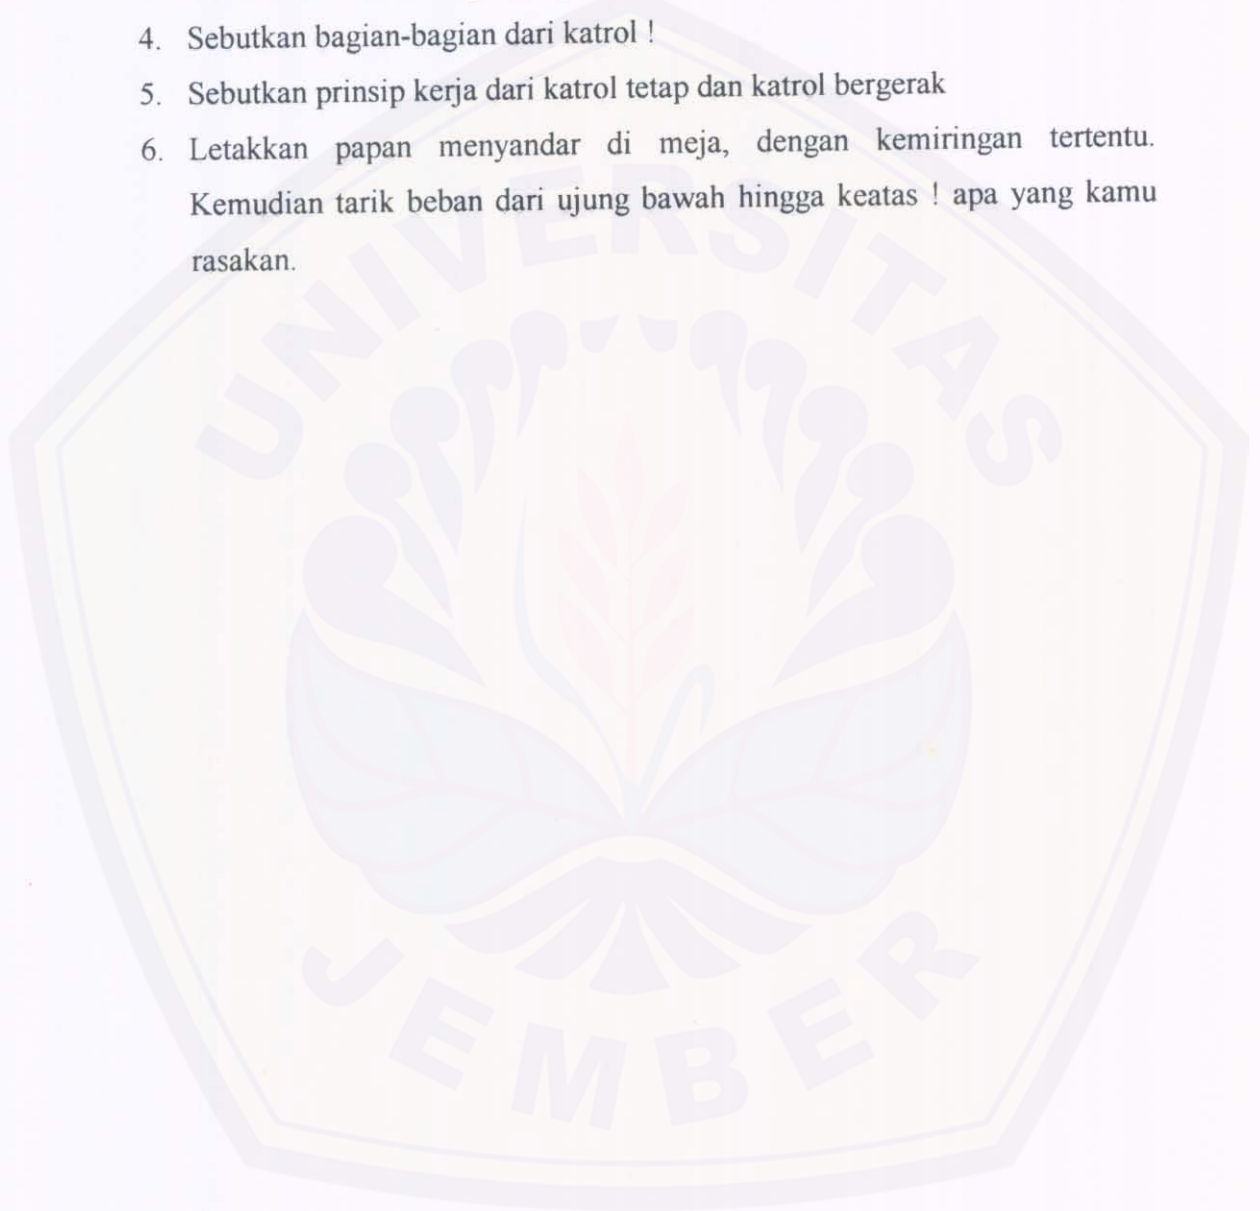 4. Sebutkan bagian-bagian dari katrol !
5. Sebutkan prinsip kerja dari katrol tetap dan katrol bergerak
6. Letakkan papan menyandar di meja, dengan kemiringan tertentu.
Kemudian tarik beban dari ujung bawah hingga keatas ! apa yang kamu
rasakan.
UNIVERSITAS
JEMBER